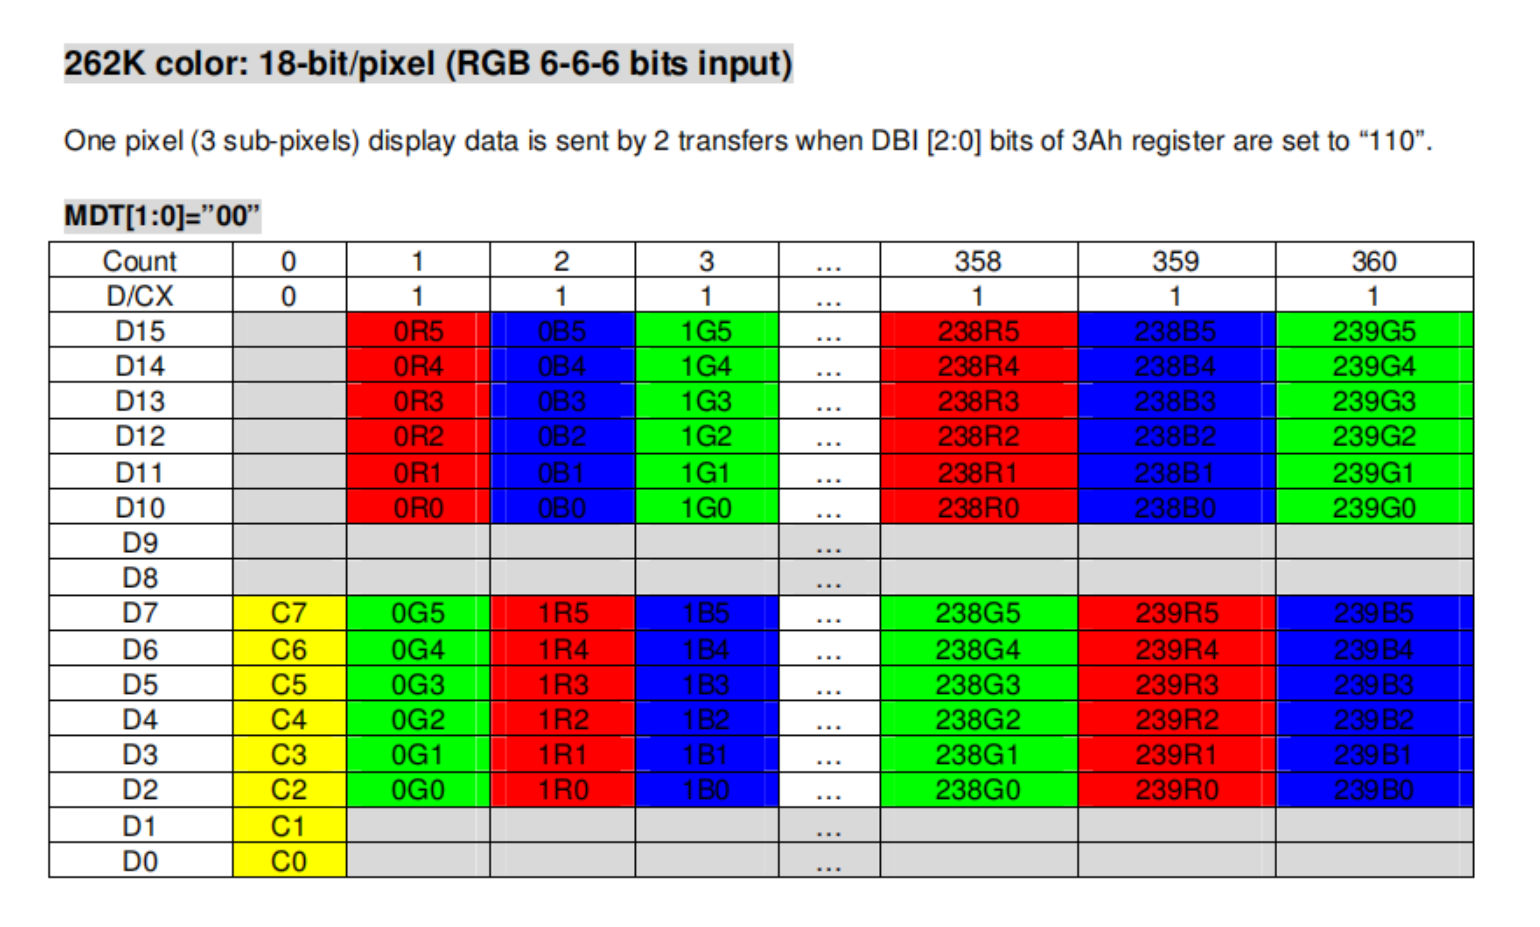 262K color: 18-bit/pixel (RGB 6-6-6 bits input)
One pixel (3 sub-pixels) display data is sent by 2 transfers when DBI [2:0] bits of 3Ah register are set to “110”.
MDT[1:0]=”00”
Count 0 1 2 3 ... 358 359 360
D/CX 0 1 1 1 ... 1 1 1
D15 0R5 0B5 1G5 ... 238R5 238B5 239G5
D14 0R4 0B4 1G4 ... 238R4 238B4 239G4
D13 0R3 0B3 1G3 ... 238R3 238B3 239G3
D12 0R2 0B2 1G2 ... 238R2 238B2 239G2
D11 0R1 0B1 1G1 ... 238R1 238B1 239G1
D10 0R0 0B0 1G0 ... 238R0 238B0 239G0
D9 ...
D8 ...
D7 C7 0G5 1R5 1B5 ... 238G5 239R5 239B5
D6 C6 0G4 1R4 1B4 ... 238G4 239R4 239B4
D5 C5 0G3 1R3 1B3 ... 238G3 239R3 239B3
D4 C4 0G2 1R2 1B2 ... 238G2 239R2 239B2
D3 C3 0G1 1R1 1B1 ... 238G1 239R1 239B1
D2 C2 0G0 1R0 1B0 ... 238G0 239R0 239B0
D1 C1 ...
D0 C0 ...